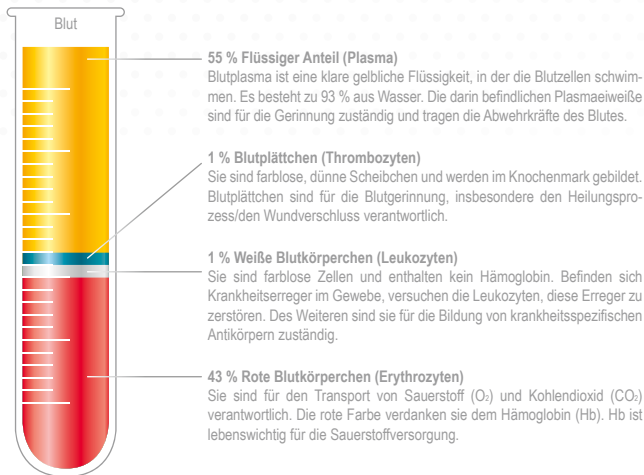 Blut
55 % Flüssiger Anteil (Plasma)
Blutplasma ist eine klare gelbliche Flüssigkeit, in der die Blutzellen schwim-
men. Es besteht zu 93 % aus Wasser. Die darin befindlichen Plasmaeiweiße
sind für die Gerinnung zuständig und tragen die Abwehrkräfte des Blutes.
1 % Blutplättchen (Thrombozyten)
Sie sind farblose, dünne Scheibchen und werden im Knochenmark gebildet.
Blutplättchen sind für die Blutgerinnung, insbesondere den Heilungspro-
zess/den Wundverschluss verantwortlich.
1 % Weiße Blutkörperchen (Leukozyten)
Sie sind farblose Zellen und enthalten kein Hämoglobin. Befinden sich
Krankheitserreger im Gewebe, versuchen die Leukozyten, diese Erreger zu
zerstören. Des Weiteren sind sie für die Bildung von krankheitsspezifischen
Antikörpern zuständig.
43 % Rote Blutkörperchen (Erythrozyten)
Sie sind für den Transport von Sauerstoff (O₂) und Kohlendioxid (CO₂)
verantwortlich. Die rote Farbe verdanken sie dem Hämoglobin (Hb). Hb ist
lebenswichtig für die Sauerstoffversorgung.